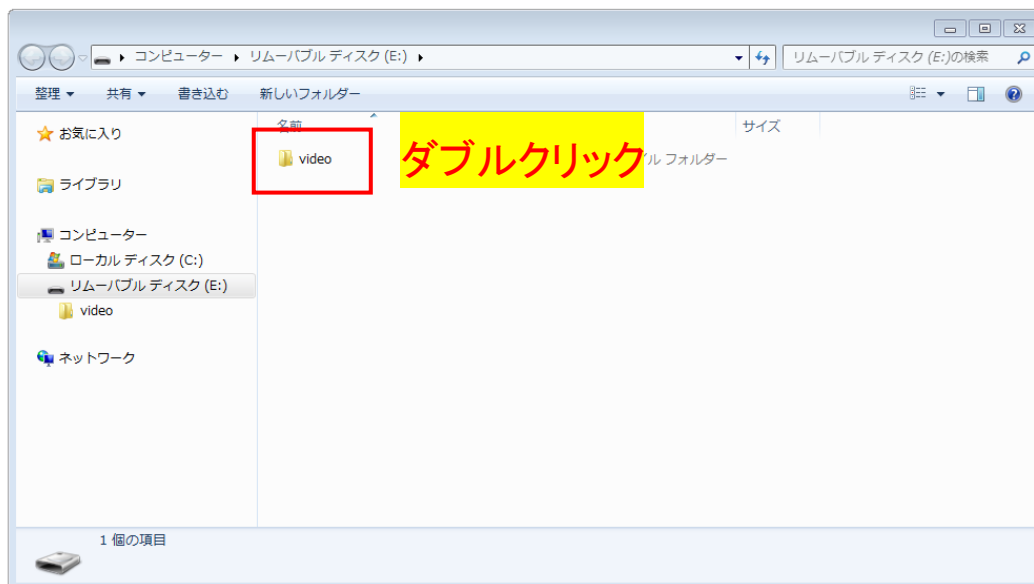 コンピューター リムーバブル ディスク (E:) リムーバブル ディスク (E:)の検索
整理 共有 書き込む 新しいフォルダー
お気に入り
ライブラリ
コンピューター
ローカル ディスク (C:)
リムーバブル ディスク (E:)
video
ネットワーク
名前 サイズ
video ダブルクリック フォルダー
1 個の項目